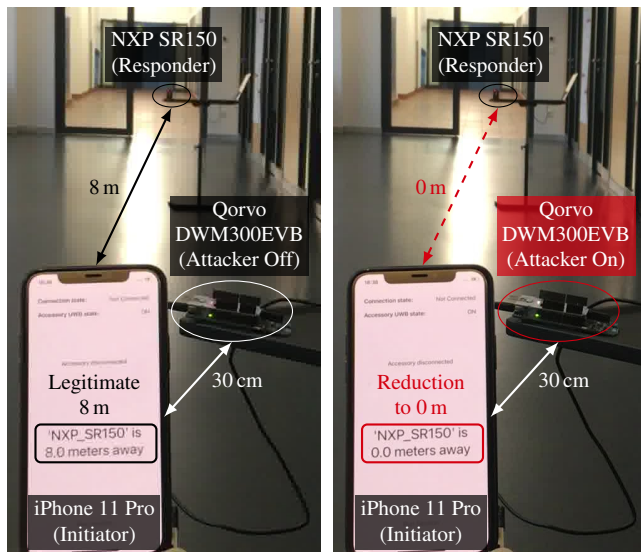 NXP SR150
(Responder)
8 m
Qorvo
DWM300EVB
(Attacker Off)
Connection state: Not Connected
Accessory UWB state: ON
Accessory disconnected
Legitimate
8 m
30 cm
'NXP_SR150' is
8.0 meters away
iPhone 11 Pro
(Initiator)
NXP SR150
(Responder)
0 m
Qorvo
DWM300EVB
(Attacker On)
Connection state: Not Connected
Accessory UWB state: ON
Accessory disconnected
Reduction
to 0 m
30 cm
'NXP_SR150' is
0.0 meters away
iPhone 11 Pro
(Initiator)